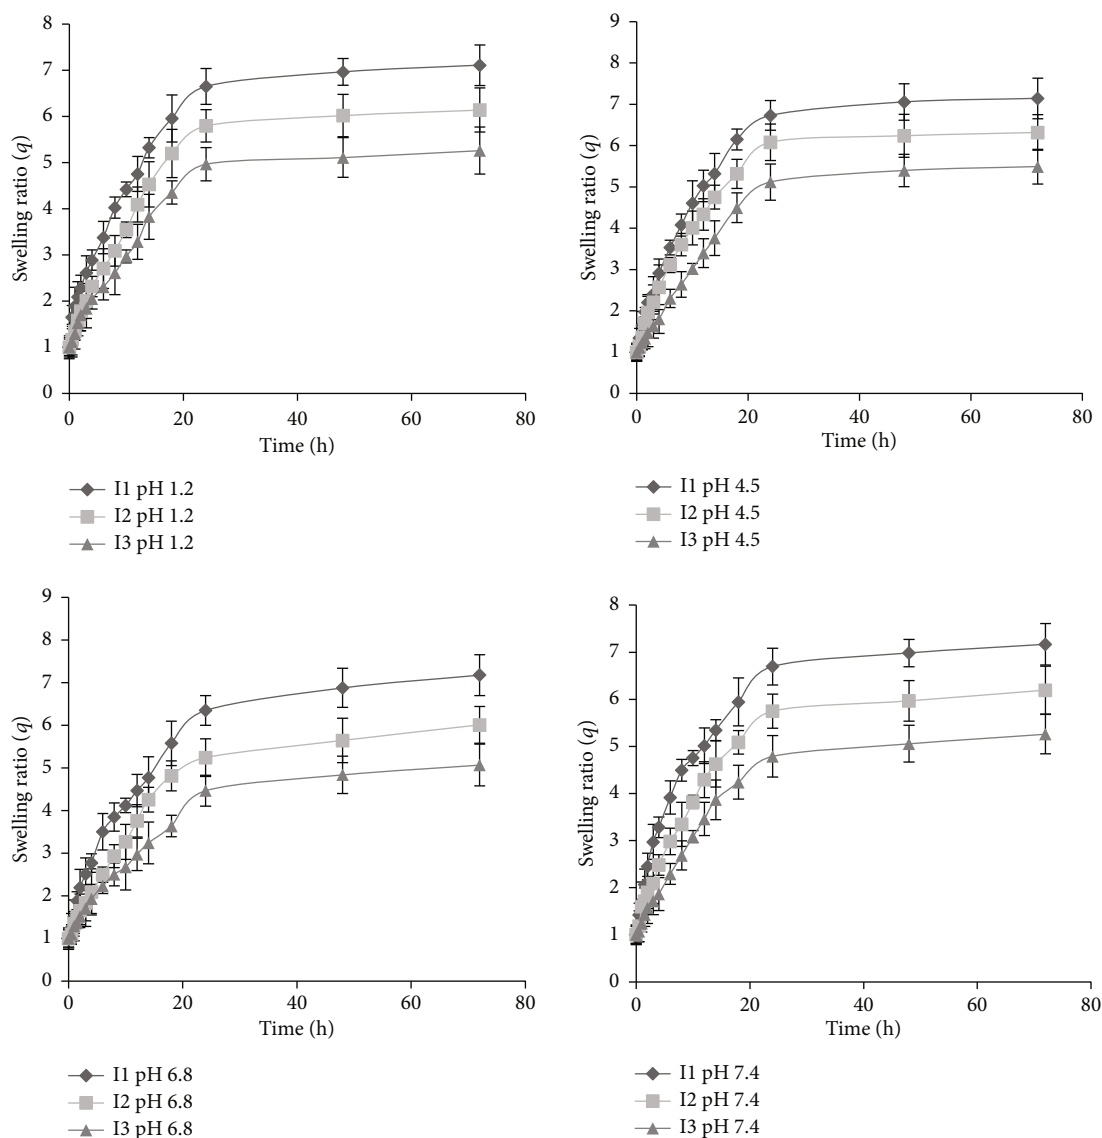 8
7
6
5
4
3
2
1
0
Swelling ratio (q)
0 20 40 60 80
Time (h)
I1 pH 1.2
I2 pH 1.2
I3 pH 1.2
9
8
7
6
5
4
3
2
1
0
Swelling ratio (q)
0 20 40 60 80
Time (h)
I1 pH 4.5
I2 pH 4.5
I3 pH 4.5
9
8
7
6
5
4
3
2
1
0
Swelling ratio (q)
0 20 40 60 80
Time (h)
I1 pH 6.8
I2 pH 6.8
I3 pH 6.8
8
7
6
5
4
3
2
1
0
Swelling ratio (q)
0 20 40 60 80
Time (h)
I1 pH 7.4
I2 pH 7.4
I3 pH 7.4